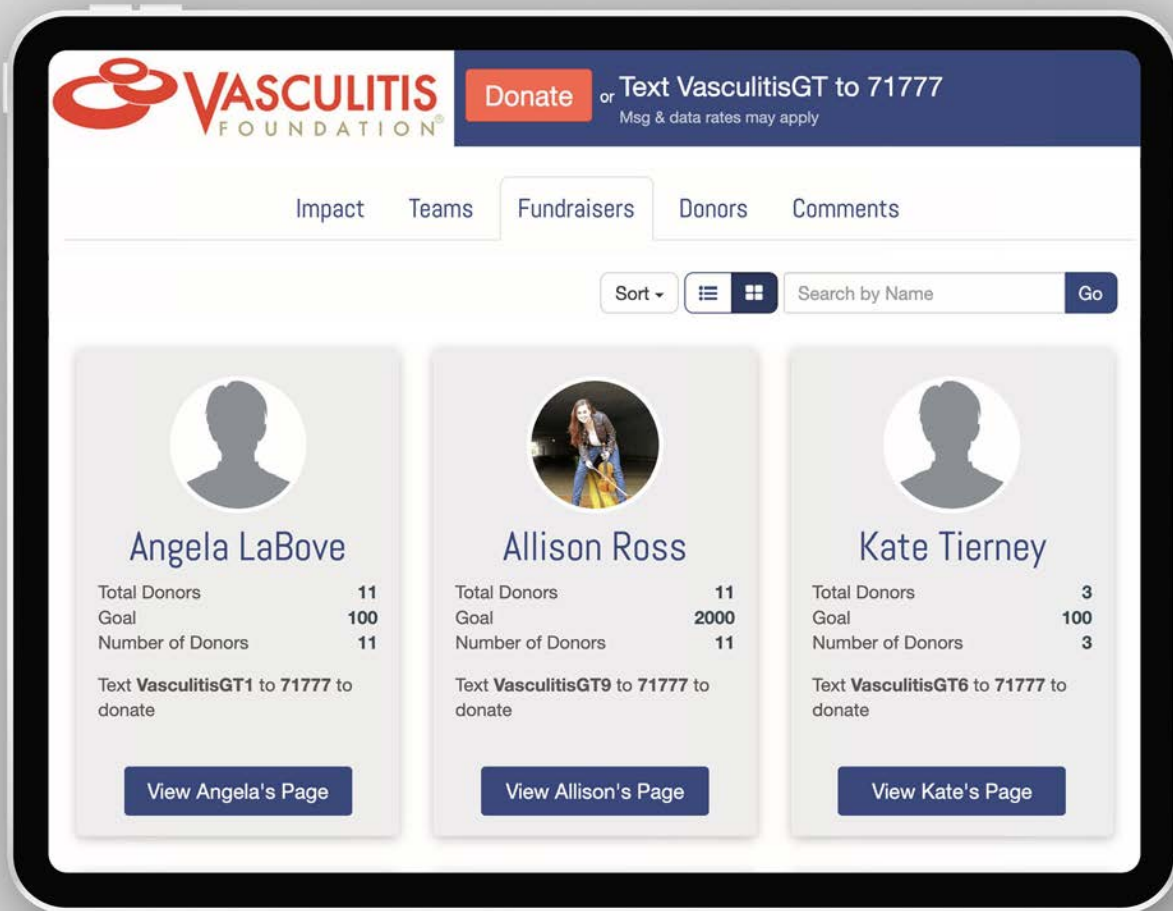 VASCULITIS
FOUNDATION®
Donate or Text VasculitisGT to 71777
Msg & data rates may apply
Impact Teams Fundraisers Donors Comments
Sort Search by Name Go
Angela LaBove
Total Donors 11
Goal 100
Number of Donors 11
Text VasculitisGT1 to 71777 to
donate
View Angela's Page
Allison Ross
Total Donors 11
Goal 2000
Number of Donors 11
Text VasculitisGT9 to 71777 to
donate
View Allison's Page
Kate Tierney
Total Donors 3
Goal 100
Number of Donors 3
Text VasculitisGT6 to 71777 to
donate
View Kate's Page